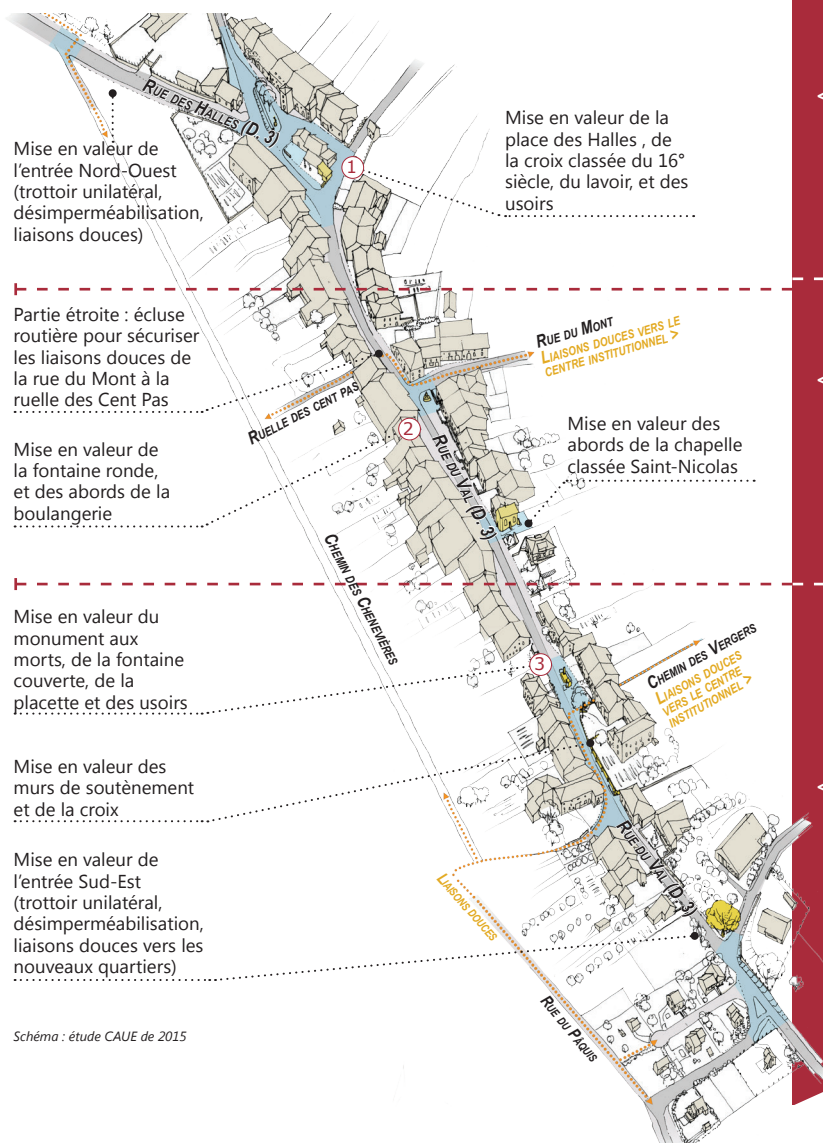 RUE DES HALLES (D. 3)
Mise en valeur de
l'entrée Nord-Ouest
(trottoir unilatéral,
désimperméabilisation,
liaisons douces)
Mise en valeur de la
place des Halles , de
la croix classée du 16°
siècle, du lavoir, et des
usoirs
1
Partie étroite : écluse
routière pour sécuriser
les liaisons douces de
la rue du Mont à la
ruelle des Cent Pas
RUE DU MONT
LIAISONS DOUCES VERS LE
CENTRE INSTITUTIONNEL >
RUELLE DES CENT PAS
Mise en valeur de
la fontaine ronde,
et des abords de la
boulangerie
2
RUE DU VAL (D. 3)
Mise en valeur des
abords de la chapelle
classée Saint-Nicolas
CHEMIN DES CHENEVIÈRES
Mise en valeur du
monument aux
morts, de la fontaine
couverte, de la
placette et des usoirs
3
CHEMIN DES VERGERS
LIAISONS DOUCES
VERS LE CENTRE
INSTITUTIONNEL >
Mise en valeur des
murs de soutènement
et de la croix
Mise en valeur de
l'entrée Sud-Est
(trottoir unilatéral,
désimperméabilisation,
liaisons douces vers les
nouveaux quartiers)
RUE DU VAL (D. 3)
LIAISONS DOUCES
RUE DU PÂQUIS
Schéma : étude CAUE de 2015